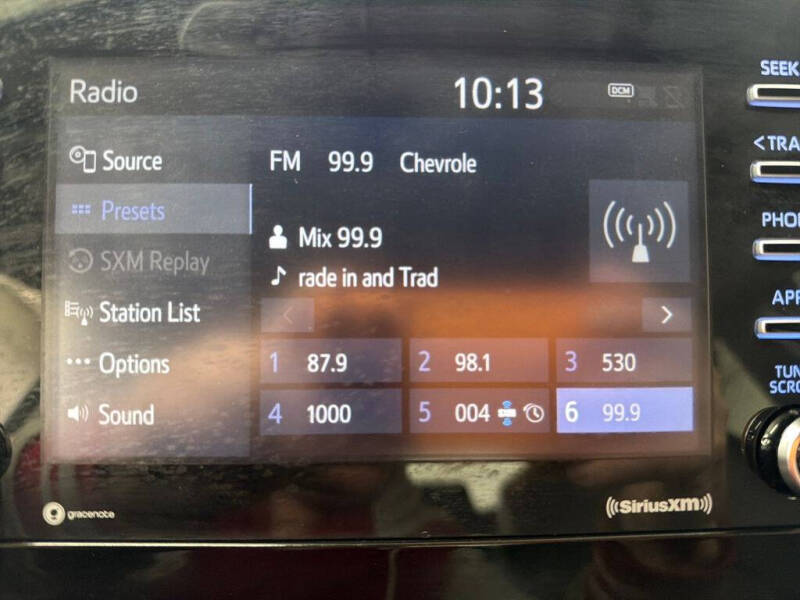 Radio
10:13
DCM
SEEK
Source
FM 99.9 Chevrole
<TRA
Presets
Mix 99.9
PHO
SXM Replay
rade in and Trad
Station List
APP
Options
1 87.9
2 98.1
3 530
TUN
SCRO
Sound
4 1000
5 004
6 99.9
gracenote
((SiriusXM))